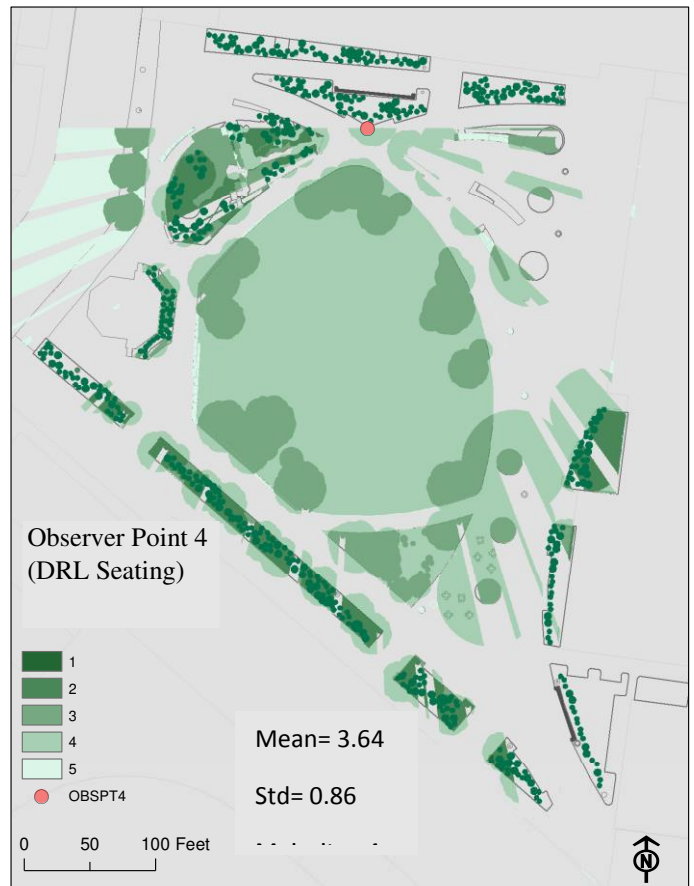 Observer Point 4
(DRL Seating)
1
2
3
4
5
OBSPT4
Mean= 3.64
Std= 0.86
0 50 100 Feet
N